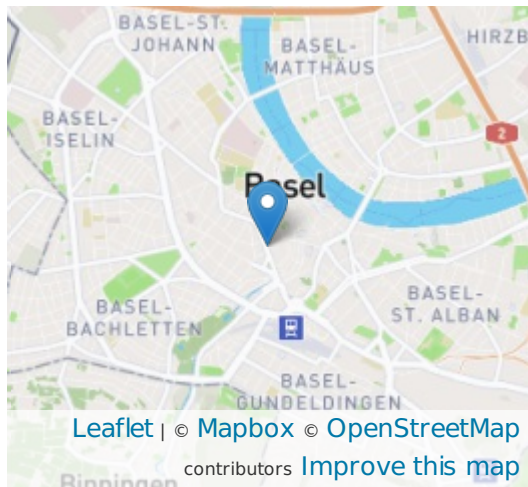 BASEL-ST.
JOHANN
BASEL-
MATTHÄUS
HIRZB
BASEL-
ISELIN
2
Basel
BASEL-
BACHLETTEN
BASEL-
ST. ALBAN
BASEL-
GUNDELDINGEN
Leaflet | © Mapbox © OpenStreetMap
contributors Improve this map
Binningen